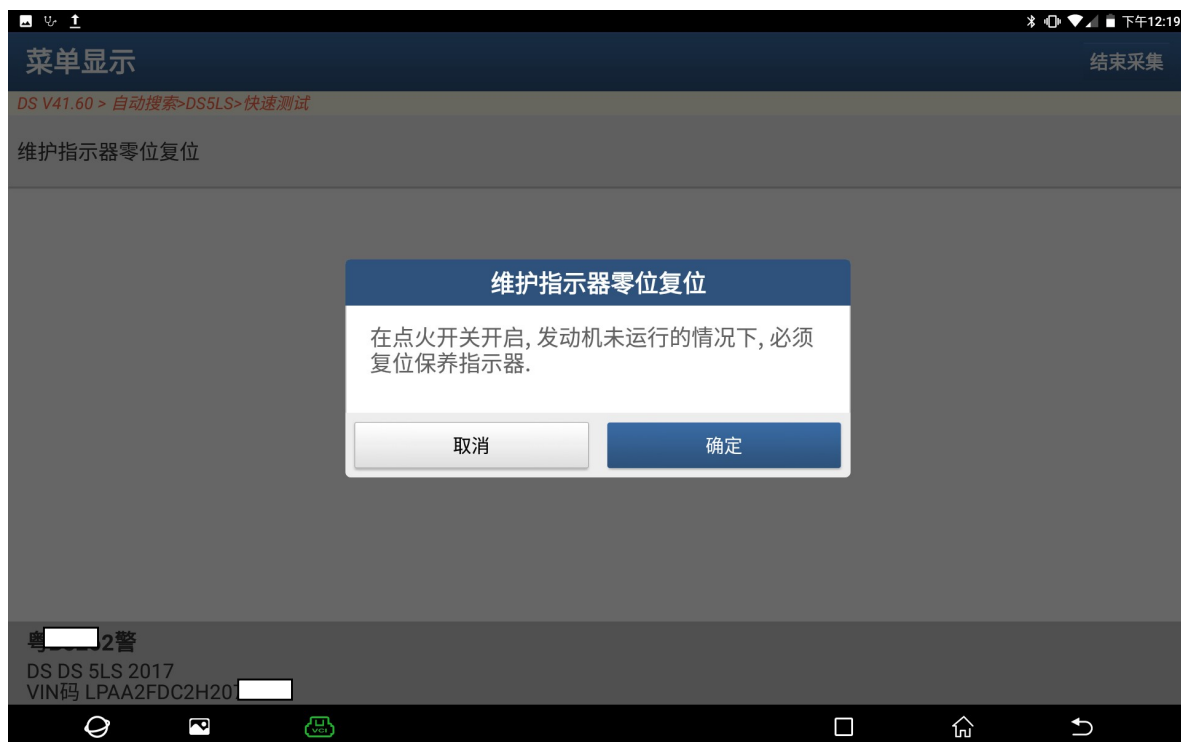 下午12:19
菜单显示
结束采集
DS V41.60 > 自动搜索>DS5LS>快速测试
维护指示器零位复位
维护指示器零位复位
在点火开关开启, 发动机未运行的情况下, 必须
复位保养指示器.
取消
确定
粤 2警
DS DS 5LS 2017
VIN码 LPAA2FDC2H20
VCI